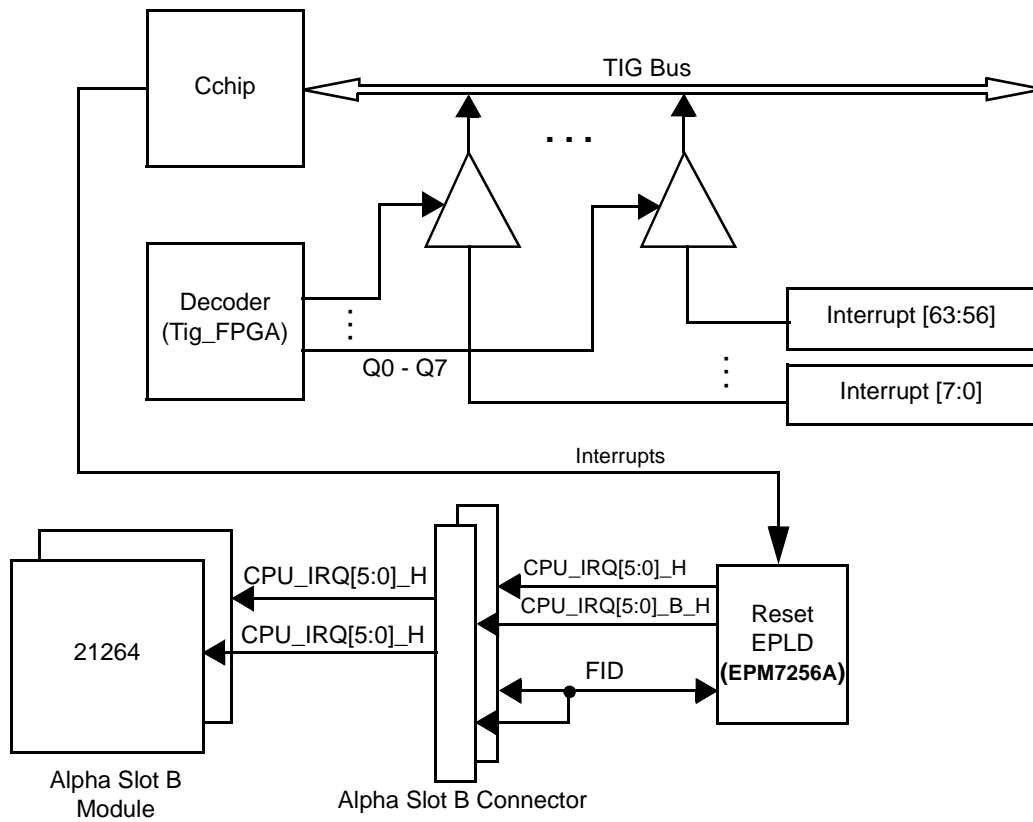 TIG Bus
Cchip
. . .
Decoder
(Tig_FPGA)
Q0 - Q7
Interrupt [63:56]
Interrupt [7:0]
Interrupts
CPU_IRQ[5:0]_H
CPU_IRQ[5:0]_H
CPU_IRQ[5:0]_H
CPU_IRQ[5:0]_B_H
FID
Reset
EPLD
(EPM7256A)
21264
Alpha Slot B
Module
Alpha Slot B Connector